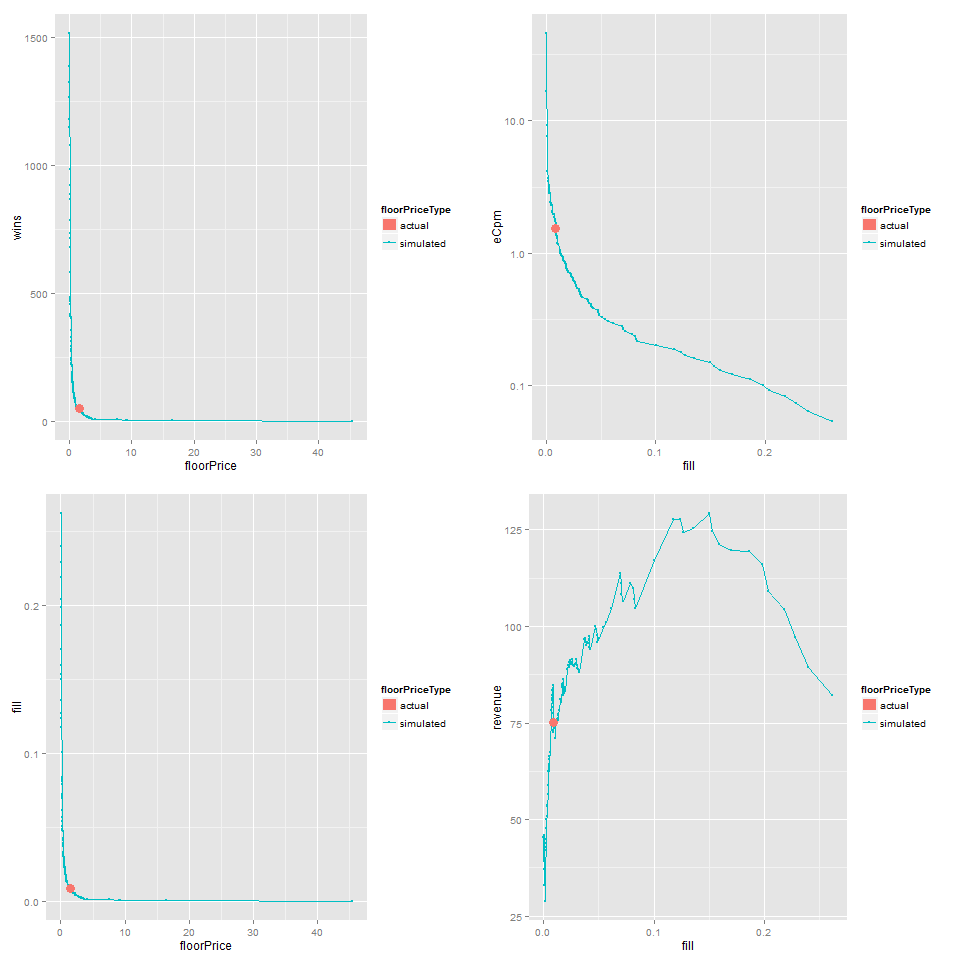 1500
1000
500
0
wins
0
10
20
30
40
floorPrice
floorPriceType
actual
simulated
10.0
1.0
0.1
eCpm
0.0
0.1
0.2
fill
floorPriceType
actual
simulated
0.2
0.1
0.0
fill
0
10
20
30
40
floorPrice
floorPriceType
actual
simulated
125
100
75
50
25
revenue
0.0
0.1
0.2
fill
floorPriceType
actual
simulated